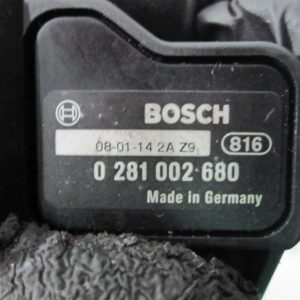 BOSCH
08-01-14 2A Z9 816
0 281 002 680
Made in Germany